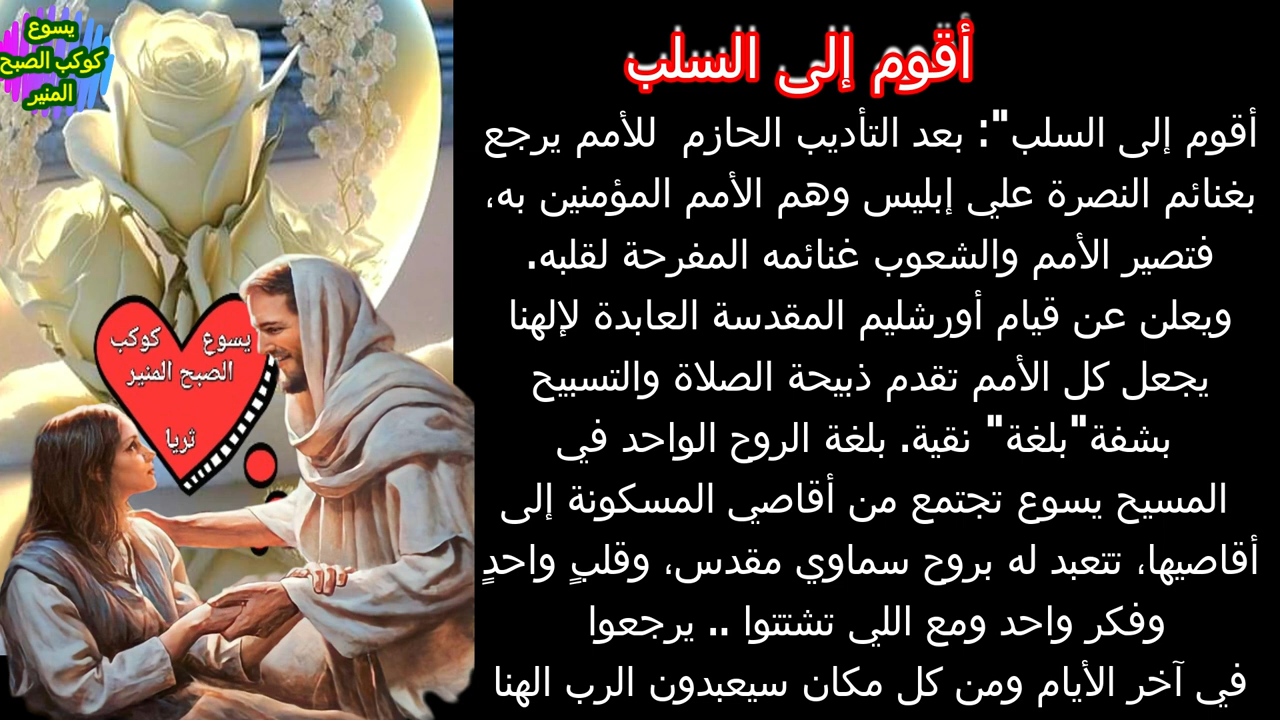 يسوع
كوكب الصبح
المنير
يسوع كوكب
الصبح المنير
ثريا
أقوم إلى السلب
أقوم إلى السلب": بعد التأديب الحازم للأمم يرجع
بغنائم النصرة علي إبليس وهم الأمم المؤمنين به،
فتصير الأمم والشعوب غنائمه المفرحة لقلبه.
ويعلن عن قيام أورشليم المقدسة العابدة لإلهنا
يجعل كل الأمم تقدم ذبيحة الصلاة والتسبيح
بشفة"بلغة" نقية. بلغة الروح الواحد في
المسيح يسوع تجتمع من أقاصي المسكونة إلى
أقاصيها، تتعبد له بروح سماوي مقدس، وقلبٍ واحدٍ
وفكر واحد ومع اللي تشتتوا .. يرجعوا
في آخر الأيام ومن كل مكان سيعبدون الرب الهنا